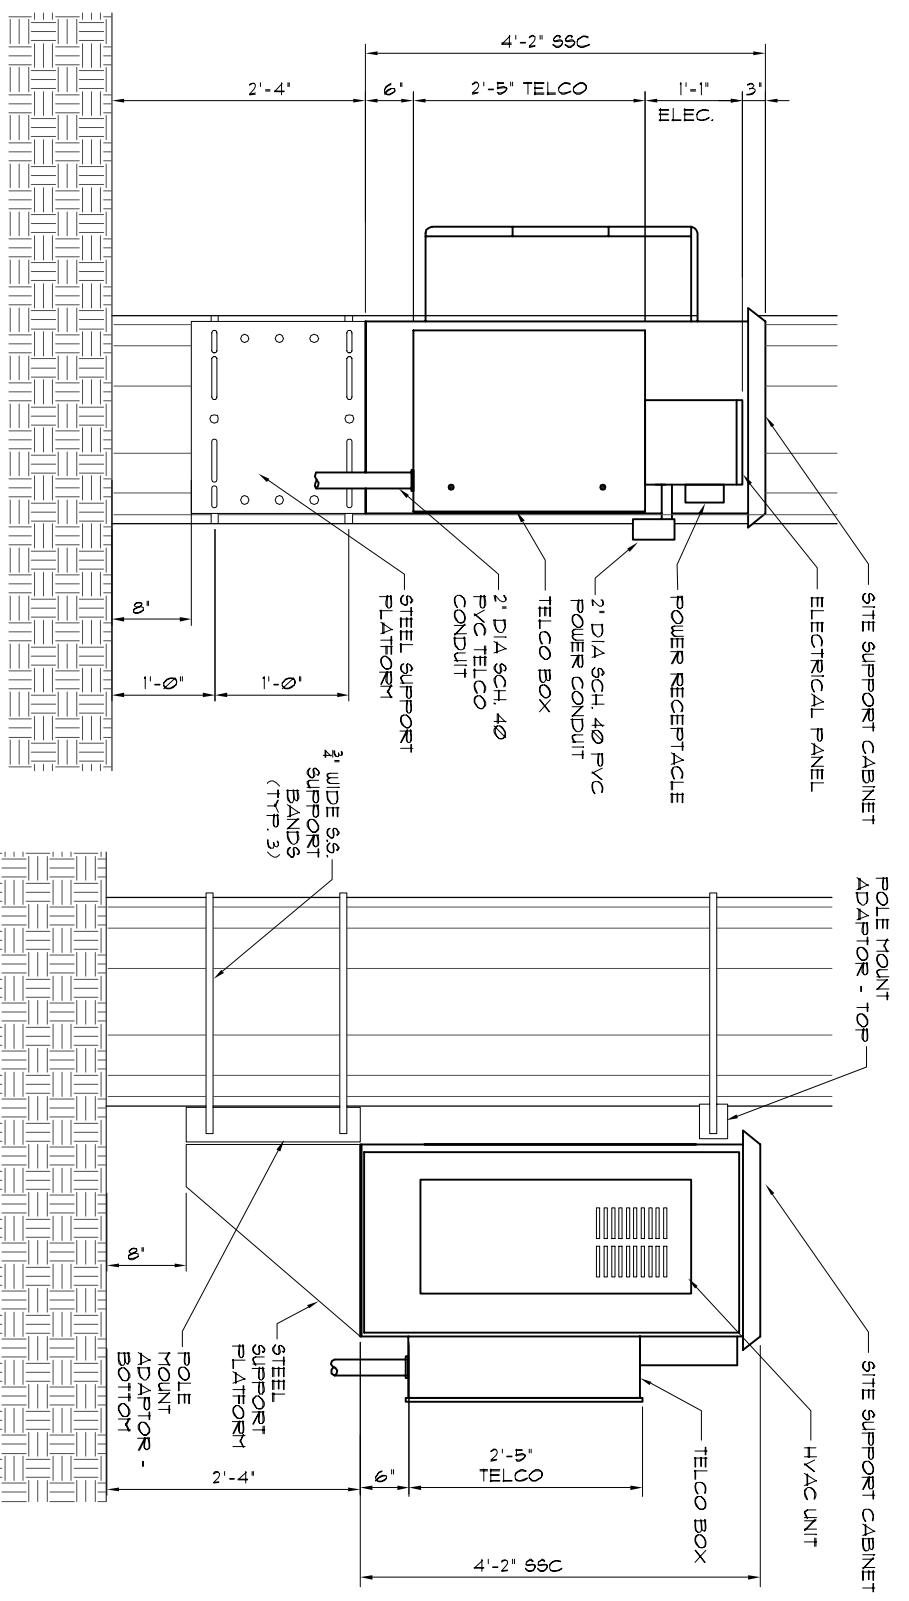 4'-2" SSC
2'-4"
6"
2'-5" TELCO
1'-1"
ELEC.
3"
SITE SUPPORT CABINET
ELECTRICAL PANEL
POWER RECEPTACLE
2" DIA SCH. 40 PVC
POWER CONDUIT
TELCO BOX
2" DIA SCH. 40
PVC TELCO
CONDUIT
STEEL SUPPORT
PLATFORM
8"
1'-0"
1'-0"
¾" WIDE S.S.
SUPPORT
BANDS
(TYP. 3)
POLE MOUNT
ADAPTOR - TOP
SITE SUPPORT CABINET
HVAC UNIT
TELCO BOX
STEEL
SUPPORT
PLATFORM
POLE
MOUNT
ADAPTOR -
BOTTOM
8"
2'-4"
6"
2'-5"
TELCO
4'-2" SSC